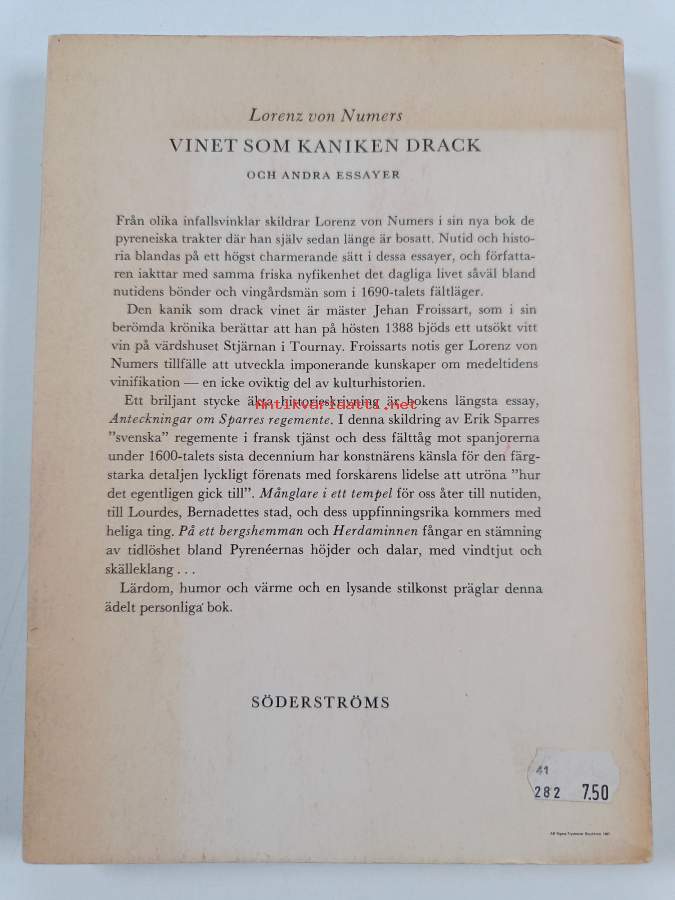 Lorenz von Numers
VINET SOM KANIKEN DRACK
OCH ANDRA ESSAYER
Från olika infallsvinklar skildrar Lorenz von Numers i sin nya bok de
pyreneiska trakter där han själv sedan länge är bosatt. Nutid och histo-
ria blandas på ett högst charmerande sätt i dessa essayer, och författa-
ren iakttar med samma friska nyfikenhet det dagliga livet såväl bland
nutidens bönder och vingårdsmän som i 1690-talets fältläger.
Den kanik som drack vinet är mäster Jehan Froissart, som i sin
berömda krönika berättar att han på hösten 1388 bjöds ett utsökt vitt
vin på värdshuset Stjärnan i Tournay. Froissarts notis ger Lorenz von
Numers tillfälle att utveckla imponerande kunskaper om medeltidens
vinifikation — en icke oviktig del av kulturhistorien.
Ett briljant stycke äkta historieskrivning är bokens längsta essay,
Antikvariaatti.net
Anteckningar om Sparres regemente. I denna skildring av Erik Sparres
”svenska” regemente i fransk tjänst och dess fälttåg mot spanjorerna
under 1600-talets sista decennium har konstnärens känsla för den färg-
starka detaljen lyckligt förenats med forskarens lidelse att utröna ”hur
det egentligen gick till”. Månglare i ett tempel för oss åter till nutiden,
till Lourdes, Bernadettes stad, och dess uppfinningsrika kommers med
heliga ting. På ett bergshemman och Herdaminnen fångar en stämning
av tidlöshet bland Pyrenéernas höjder och dalar, med vindtjut och
skälleklang . . .
Lärdom, humor och värme och en lysande stilkonst präglar denna
ädelt personliga bok.
SÖDERSTRÖMS
41
282 7.50